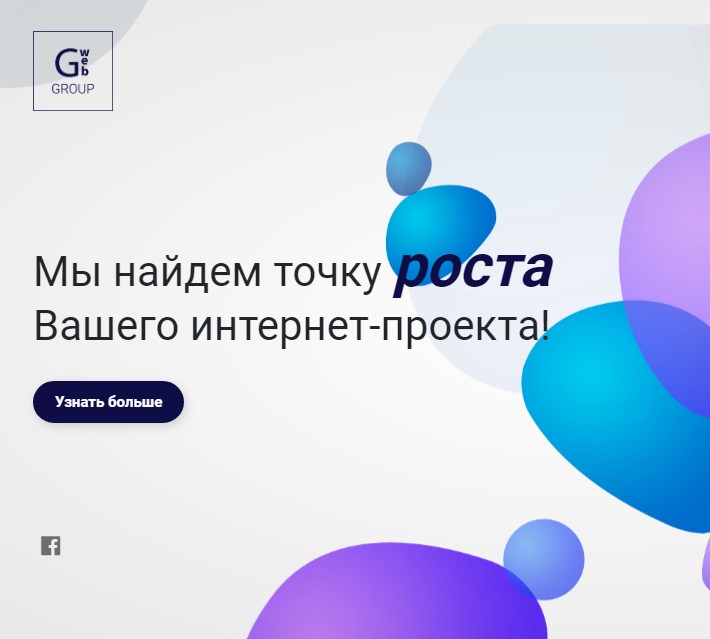 G web
GROUP
Мы найдем точку роста
Вашего интернет-проекта!
Узнать больше